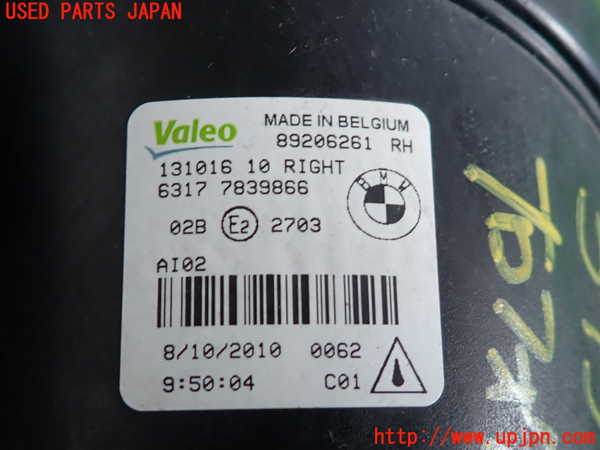 USED PARTS JAPAN
Valeo
MADE IN BELGIUM
89206261 RH
131016 10 RIGHT
6317 7839866
BMW
02B E2 2703
AI02
8/10/2010 0062
9:50:04 C01
http://www.upjpn.com